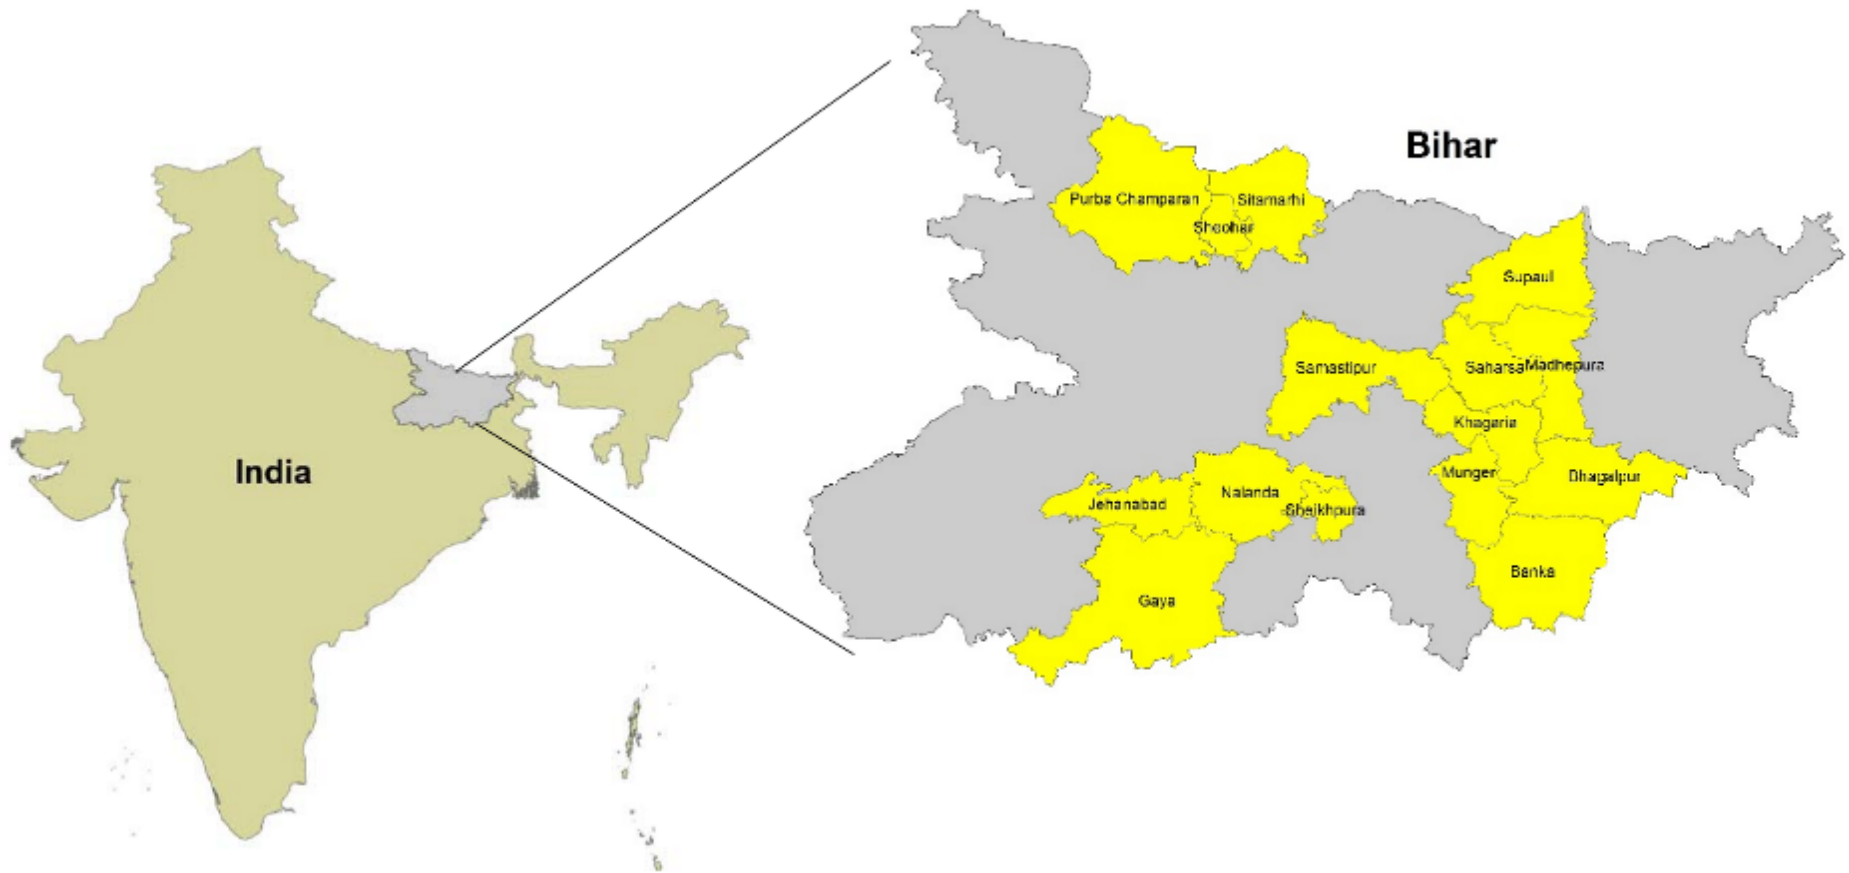 Bihar
Purba Champaran
Sitamarhi
Sheohar
Supaul
Samastipur
Saharsa
Madhepura
Khagaria
India
Munger
Bhagalpur
Nalanda
Jehanabad
Sheikhpura
Banka
Gaya